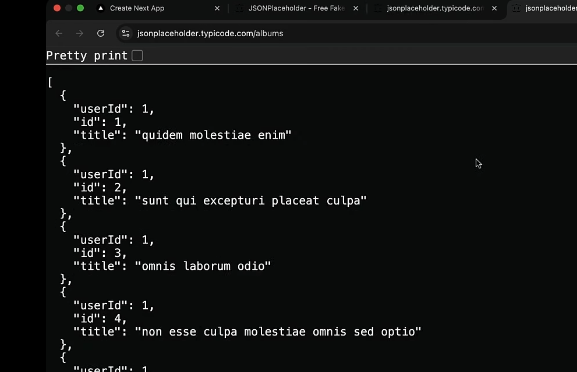 Create Next App
JSONPlaceholder - Free Fake
jsonplaceholder.typicode.com
jsonplaceholder
jsonplaceholder.typicode.com/albums
Pretty print
[
{
"userId": 1,
"id": 1,
"title": "quidem molestiae enim"
},
{
"userId": 1,
"id": 2,
"title": "sunt qui excepturi placeat culpa"
},
{
"userId": 1,
"id": 3,
"title": "omnis laborum odio"
},
{
"userId": 1,
"id": 4,
"title": "non esse culpa molestiae omnis sed optio"
},
{
"userId": 1,